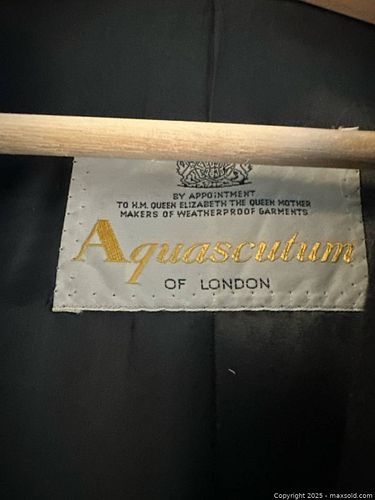 BY APPOINTMENT
TO H.M. QUEEN ELIZABETH THE QUEEN MOTHER
MAKERS OF WEATHERPROOF GARMENTS
Aquascutum
OF LONDON
Copyright 2025 - maxsold.com